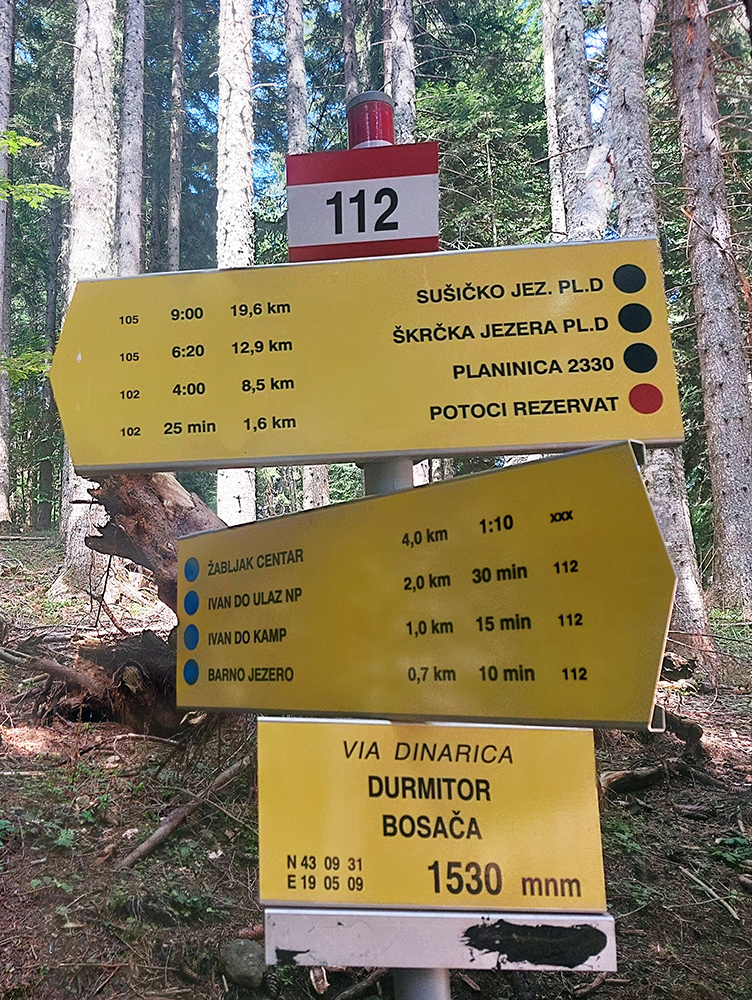 112
105 9:00 19,6 km SUŠIČKO JEZ. PL.D
105 6:20 12,9 km ŠKRČKA JEZERA PL.D
102 4:00 8,5 km PLANINICA 2330
102 25 min 1,6 km POTOCI REZERVAT
ŽABLJAK CENTAR 4,0 km 1:10 xxx
IVAN DO ULAZ NP 2,0 km 30 min 112
IVAN DO KAMP 1,0 km 15 min 112
BARNO JEZERO 0,7 km 10 min 112
VIA DINARICA
DURMITOR
BOSAČA
N 43 09 31
E 19 05 09 1530 mnm